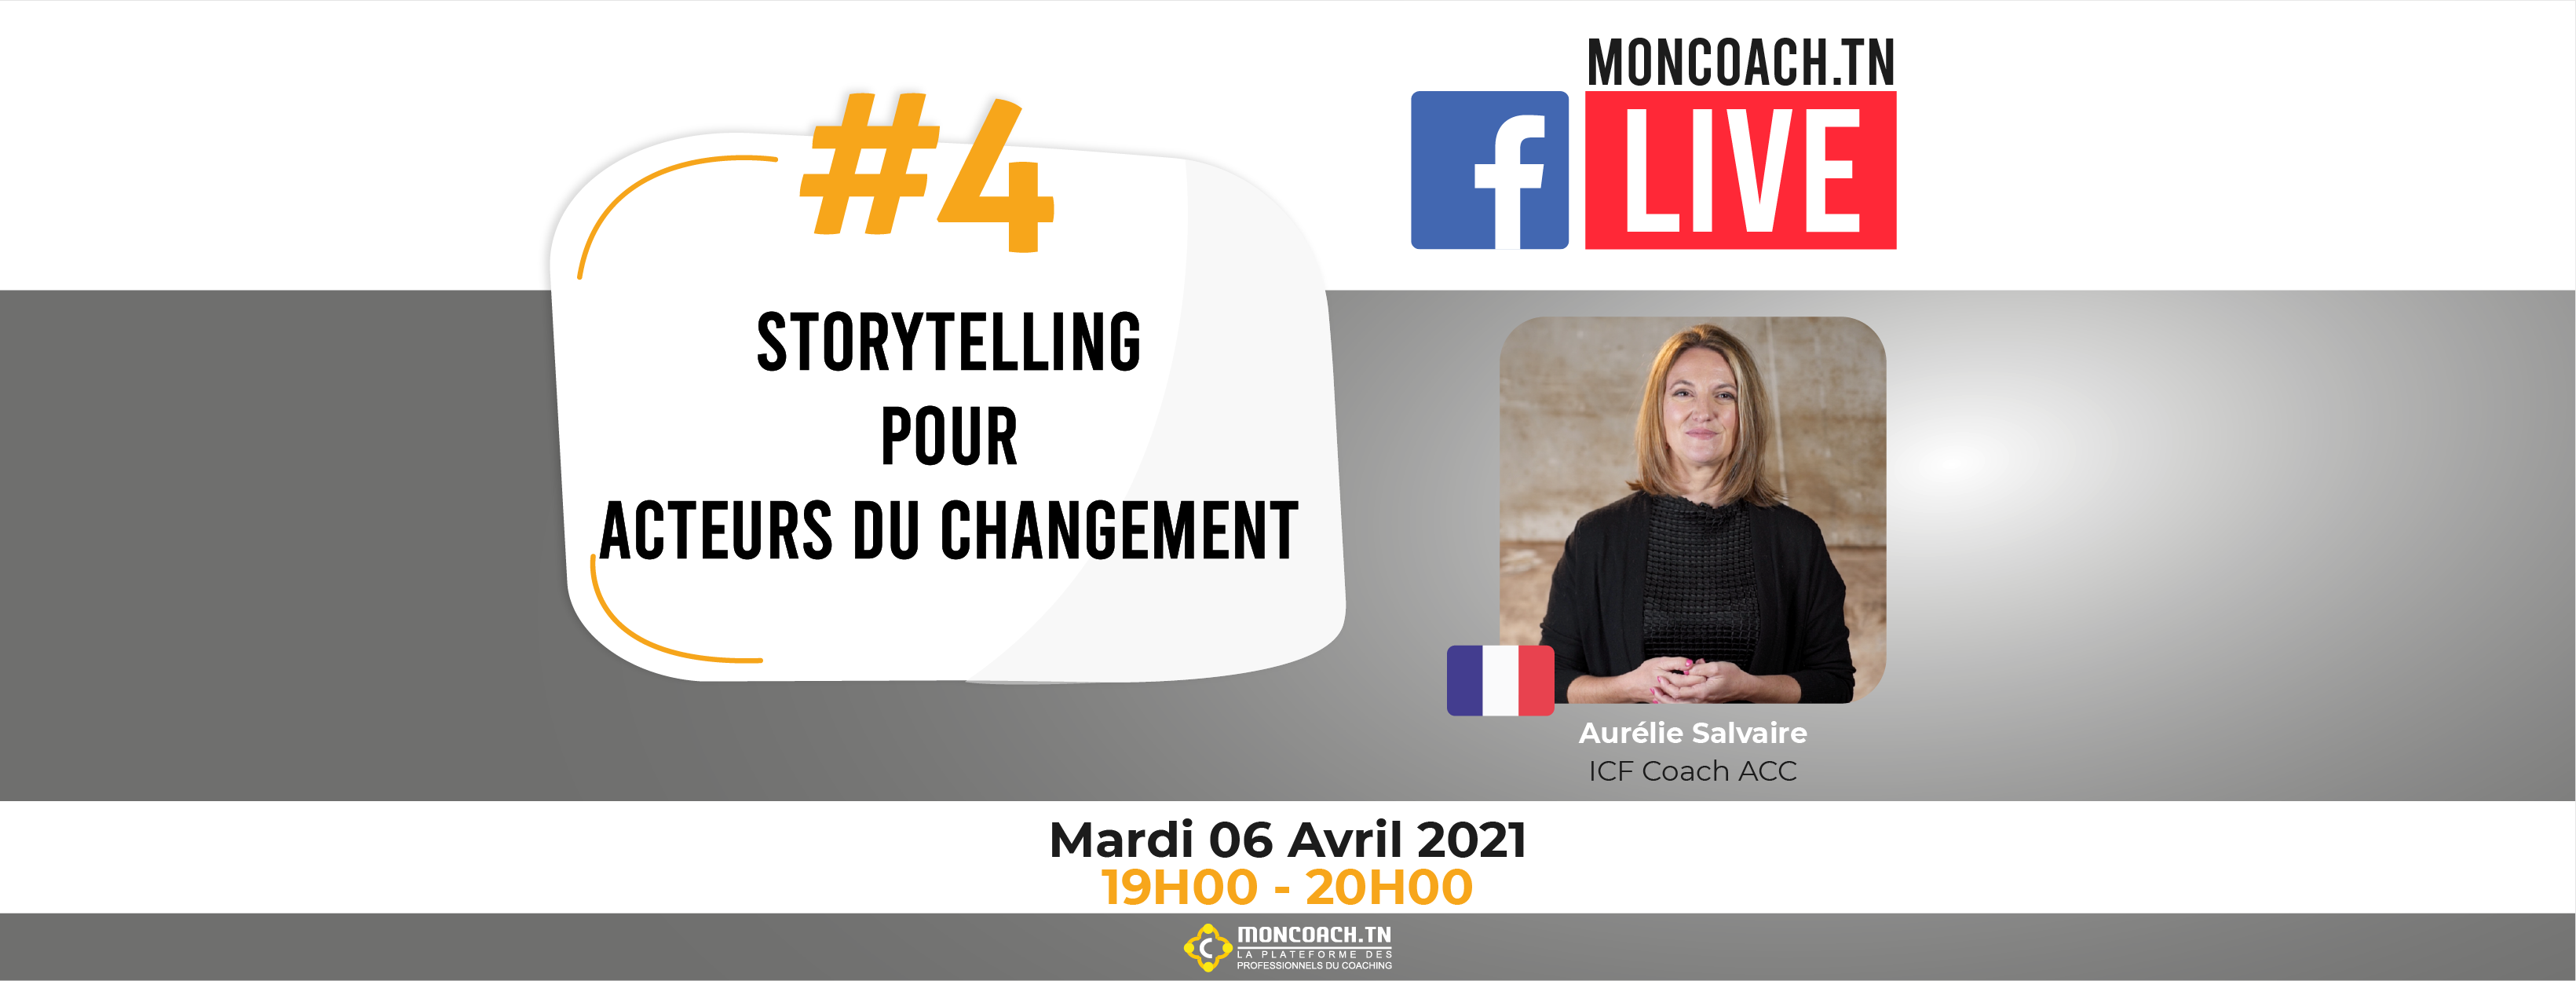 MONCOACH.TN
f LIVE
#4
STORYTELLING
POUR
ACTEURS DU CHANGEMENT
Aurélie Salvaire
ICF Coach ACC
Mardi 06 Avril 2021
19H00 - 20H00
MONCOACH.TN
LA PLATEFORME DES
PROFESSIONNELS DU COACHING